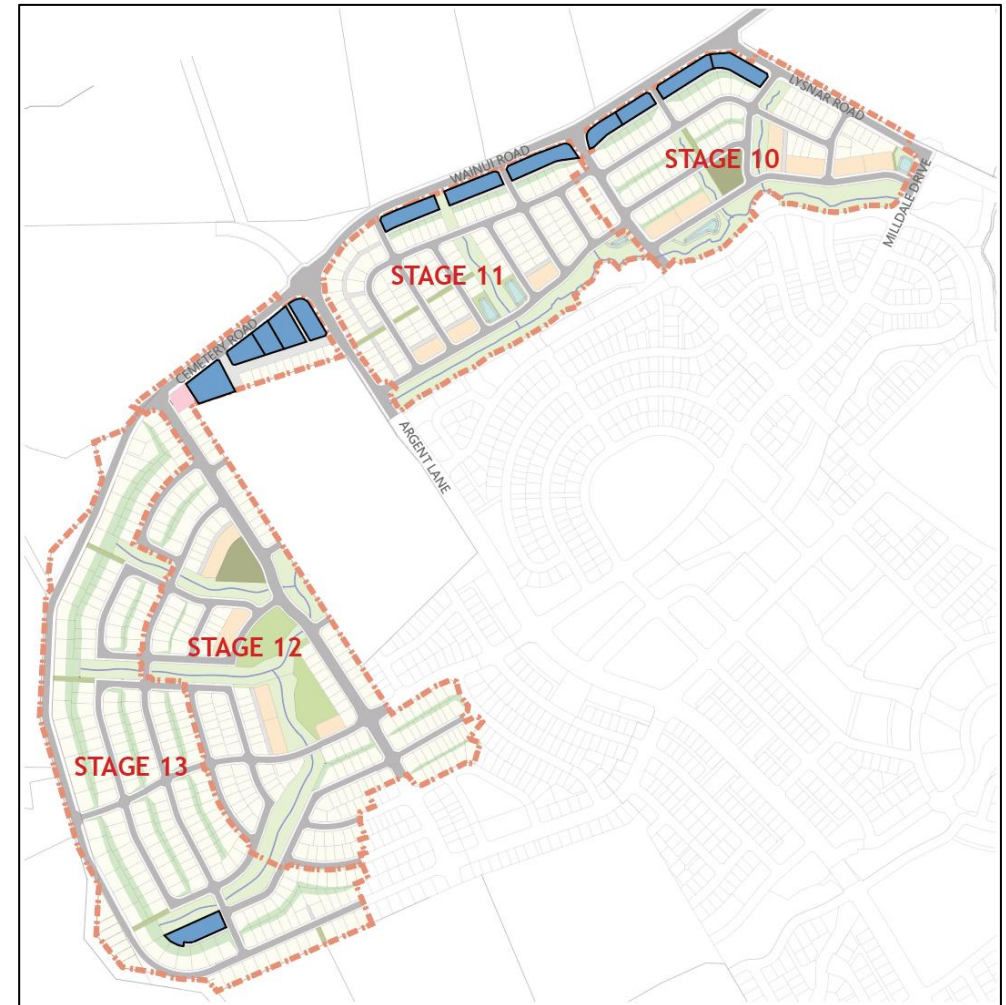 LYSNAR ROAD
STAGE 10
WAINUI ROAD
MILLDALE DRIVE
STAGE 11
CEMETERY ROAD
ARGENT LANE
STAGE 12
STAGE 13